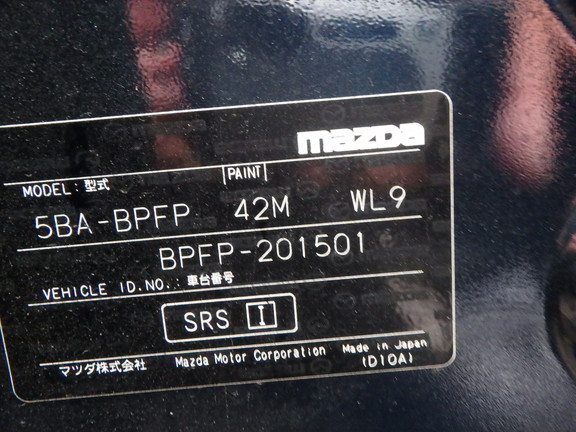 mazda
MODEL: 型式 PAINT
5BA-BPFP 42M WL9
BPFP-201501
VEHICLE ID.NO.: 車台番号
SRS I
マツダ株式会社 Mazda Motor Corporation Made in Japan
(D10A)